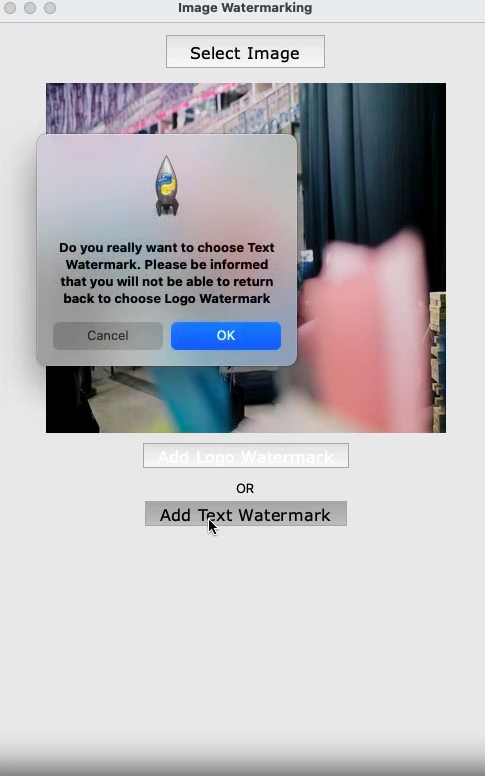 Image Watermarking
Select Image
Do you really want to choose Text
Watermark. Please be informed
that you will not be able to return
back to choose Logo Watermark
Cancel
OK
Add Logo Watermark
OR
Add Text Watermark